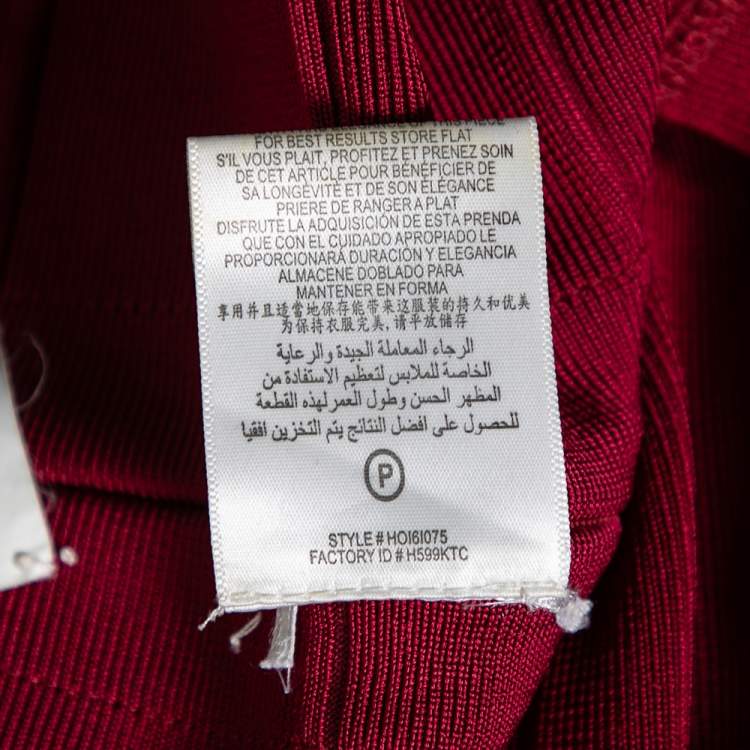 THIS PIECE
FOR BEST RESULTS STORE FLAT
S'IL VOUS PLAIT, PROFITEZ ET PRENEZ SOIN
DE CET ARTICLE POUR BÉNÉFICIER DE
SA LONGÉVITÉ ET DE SON ÉLÉGANCE
PRIERE DE RANGER A PLAT
DISFRUTE LA ADQUISICIÓN DE ESTA PRENDA
QUE CON EL CUIDADO APROPIADO LE
PROPORCIONARÁ DURACIÓN Y ELEGANCIA
ALMACENE DOBLADO PARA
MANTENER EN FORMA
享用并且适當地保存能带来这服装的持久和优美
为保持衣服完美,请平放储存
الرجاء المعاملة الجيدة والرعاية
الخاصة للملابس لتعظيم الاستفادة من
المظهر الحسن وطول العمرلهذه القطعة
للحصول على افضل النتائج يتم التخزين افقيا
P
STYLE # HOI6I075
FACTORY ID # H599KTC